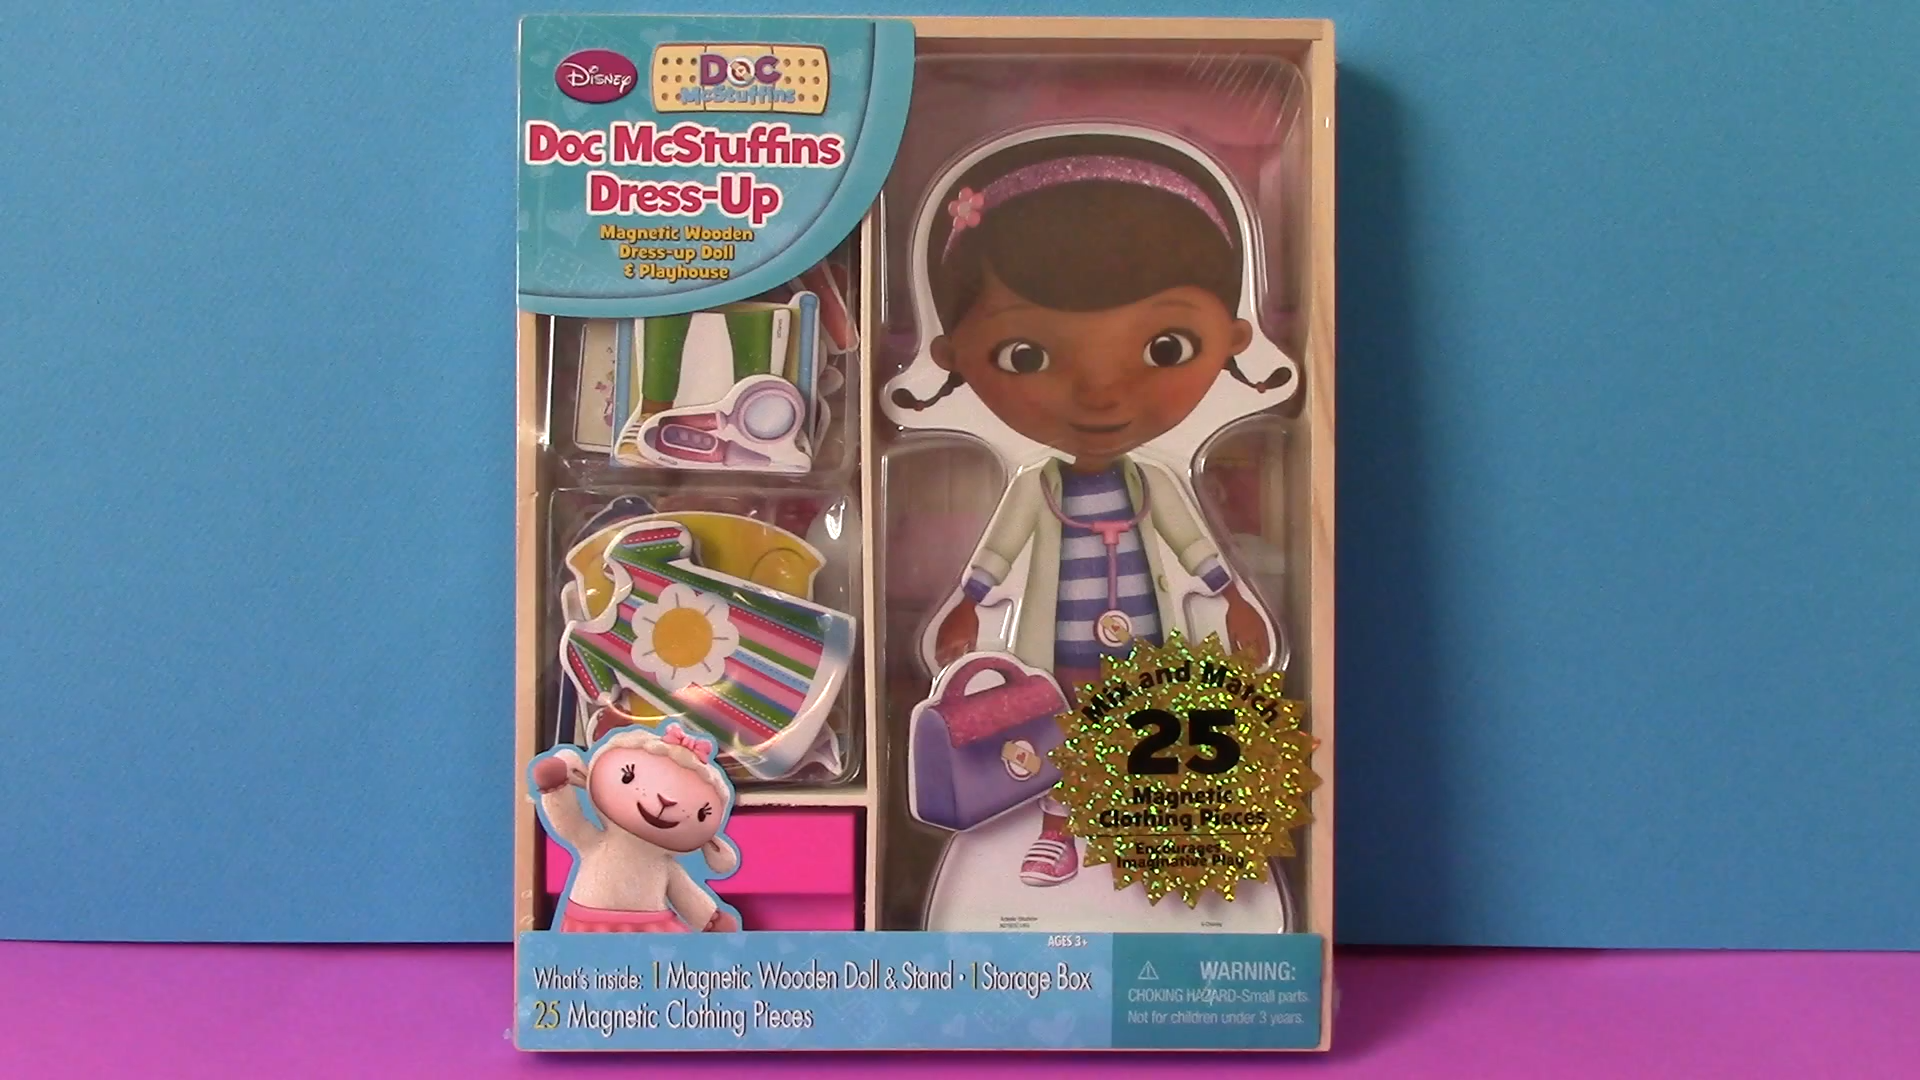 Disney
Doc
McStuffins
Doc McStuffins
Dress-Up
Magnetic Wooden
Dress-up Doll
& Playhouse
Mix and Match
25
Magnetic
Clothing Pieces
Encourages
Imaginative Play
AGES 3+
What's inside: 1 Magnetic Wooden Doll & Stand • 1 Storage Box
25 Magnetic Clothing Pieces
WARNING:
CHOKING HAZARD-Small parts.
Not for children under 3 years.